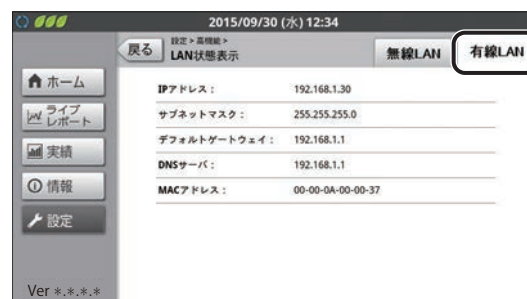 2015/09/30 (水) 12:34
戻る
設定 > 高機能 >
LAN状態表示
無線LAN
有線LAN
ホーム
ライブ
レポート
実績
情報
設定
IPアドレス： 192.168.1.30
サブネットマスク： 255.255.255.0
デフォルトゲートウェイ： 192.168.1.1
DNSサーバ： 192.168.1.1
MACアドレス： 00-00-0A-00-00-37
Ver *.*.*.*